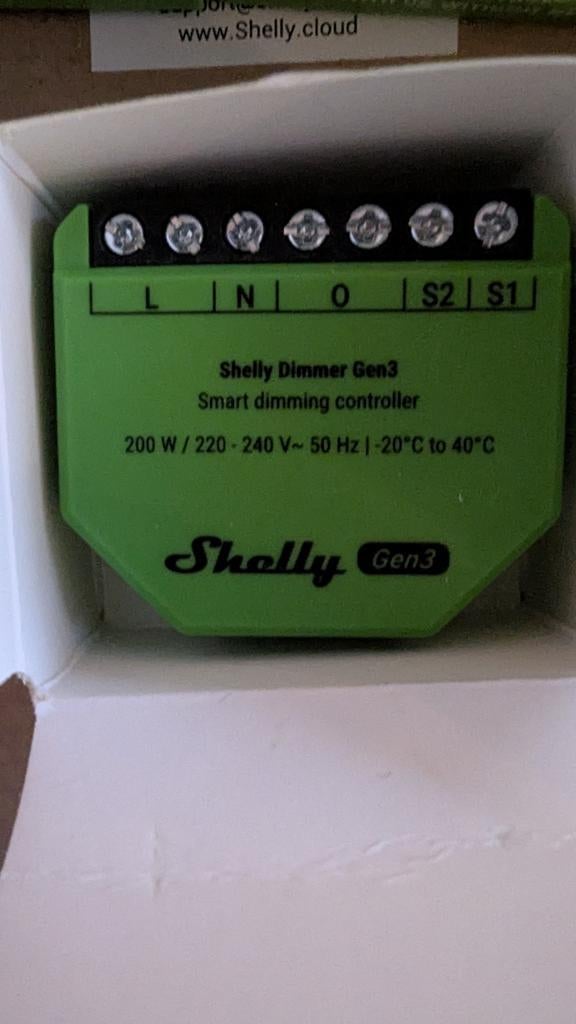 www.Shelly.cloud
L N O S2 S1
Shelly Dimmer Gen3
Smart dimming controller
200 W / 220 - 240 V~ 50 Hz | -20°C to 40°C
Shelly Gen3